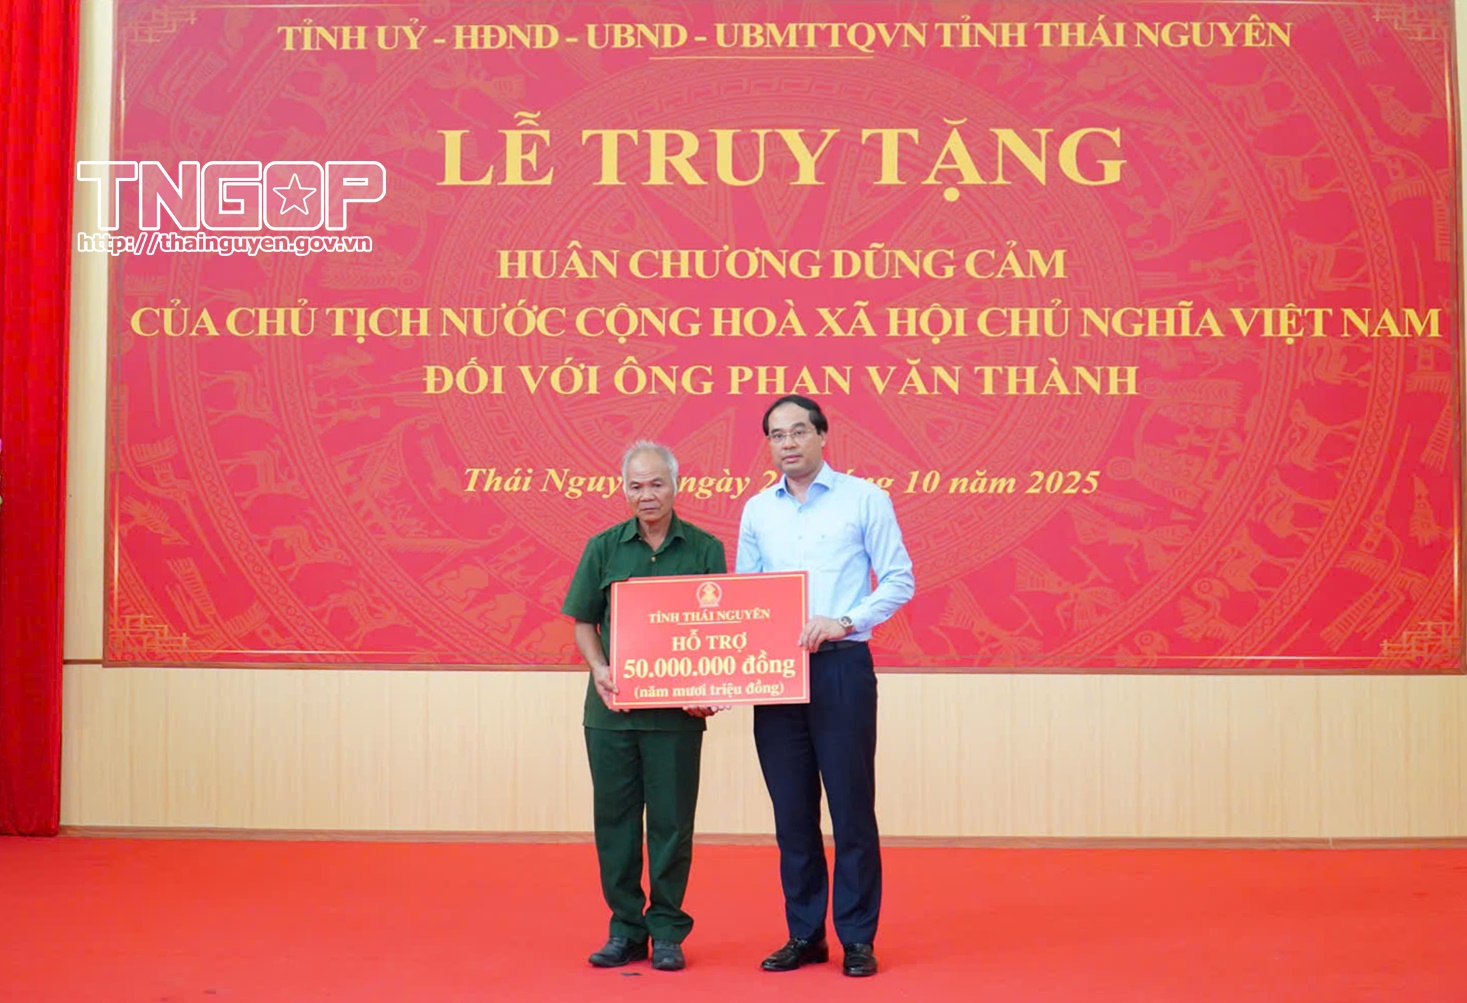 TỈNH UỶ - HĐND - UBND - UBMTTQVN TỈNH THÁI NGUYÊN
LỄ TRUY TẶNG
TNGOP
http://thainguyen.gov.vn
HUÂN CHƯƠNG DŨNG CẢM
CỦA CHỦ TỊCH NƯỚC CỘNG HOÀ XÃ HỘI CHỦ NGHĨA VIỆT NAM
ĐỐI VỚI ÔNG PHAN VĂN THÀNH
Thái ngày 10 năm 2025
TỈNH THÁI NGUYÊN
HỖ TRỢ
50.000.000 đồng
(năm mươi triệu đồng)